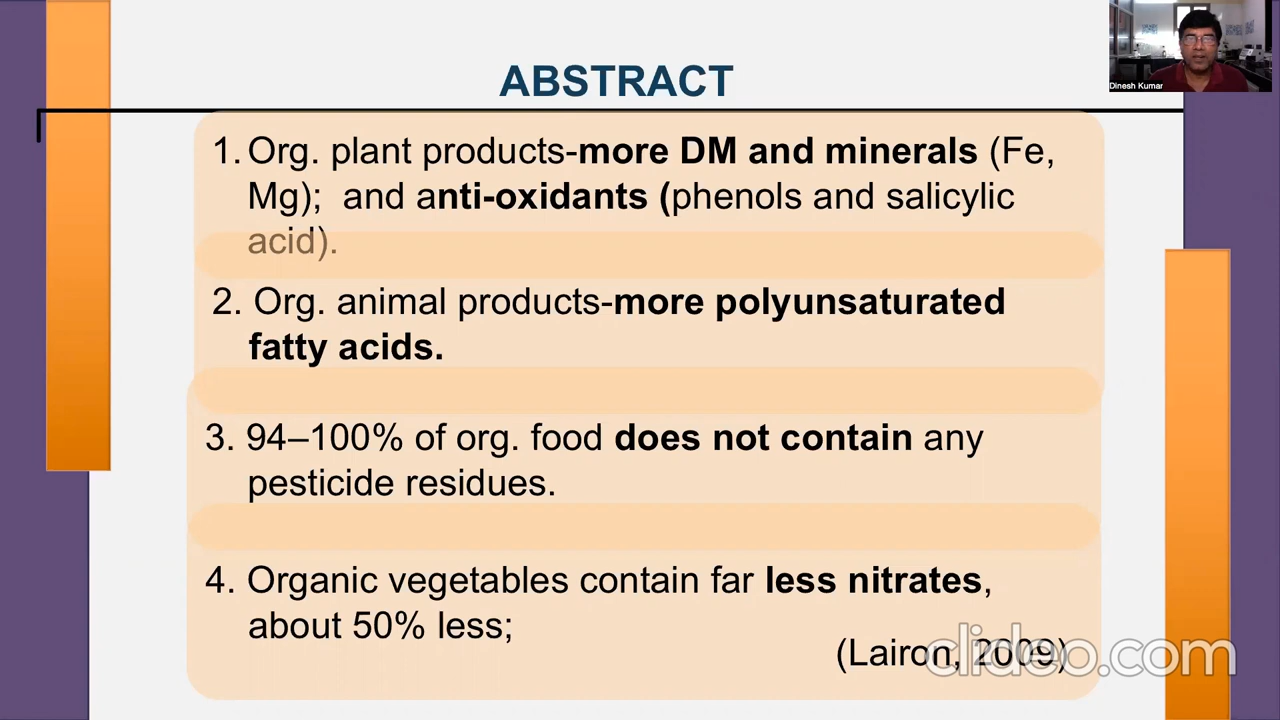 Dinesh Kumar
ABSTRACT
1. Org. plant products-more DM and minerals (Fe,
Mg); and anti-oxidants (phenols and salicylic
acid).
2. Org. animal products-more polyunsaturated
fatty acids.
3. 94–100% of org. food does not contain any
pesticide residues.
4. Organic vegetables contain far less nitrates,
about 50% less;
(Lairon, 2009)
clideo.com